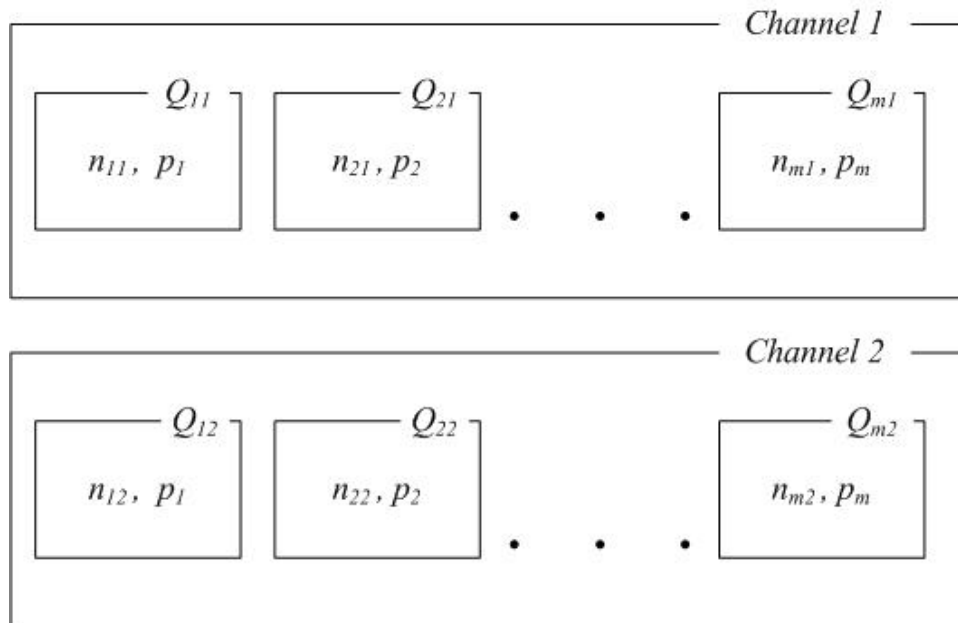 Channel 1
Q11 Q21 Qm1
n11, p1 n21, p2 . . . nm1, pm
Channel 2
Q12 Q22 Qm2
n12, p1 n22, p2 . . . nm2, pm